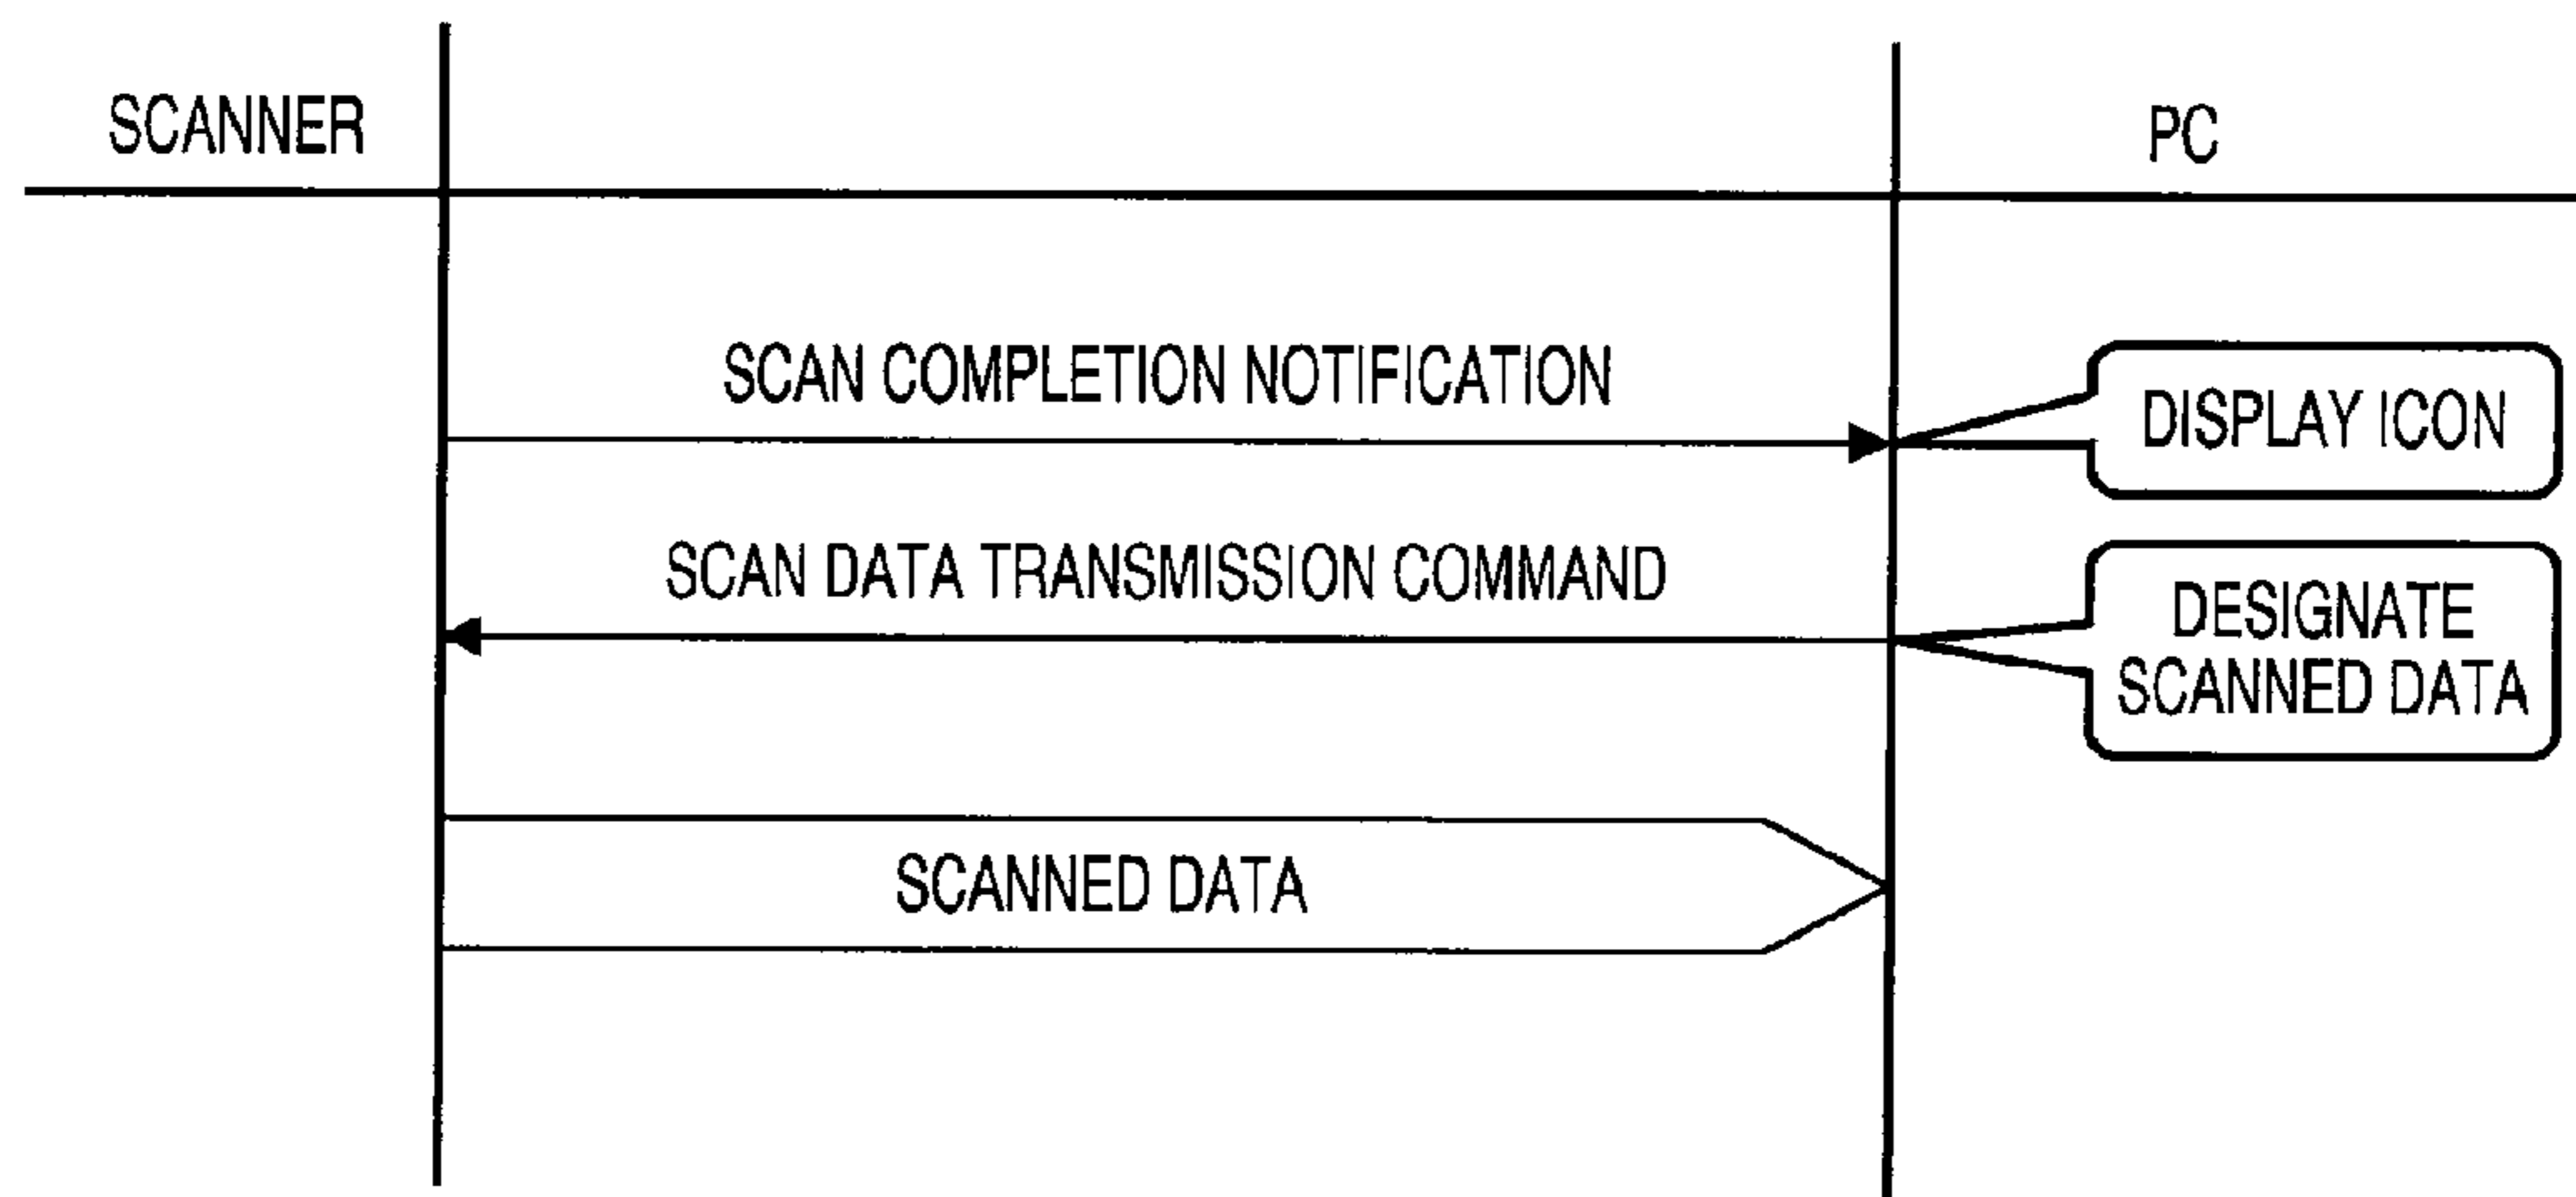 SCANNER
PC
SCAN COMPLETION NOTIFICATION
DISPLAY ICON
SCAN DATA TRANSMISSION COMMAND
DESIGNATE
SCANNED DATA
SCANNED DATA